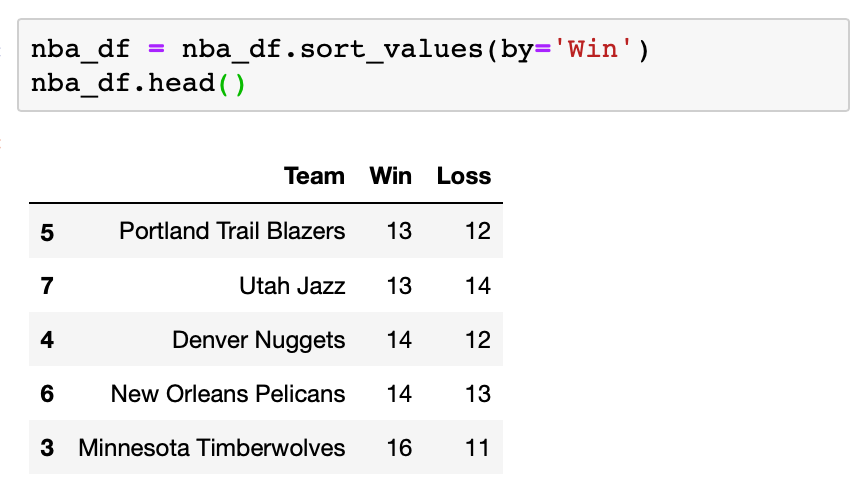 nba_df = nba_df.sort_values(by='Win')
nba_df.head()
Team Win Loss
5 Portland Trail Blazers 13 12
7 Utah Jazz 13 14
4 Denver Nuggets 14 12
6 New Orleans Pelicans 14 13
3 Minnesota Timberwolves 16 11